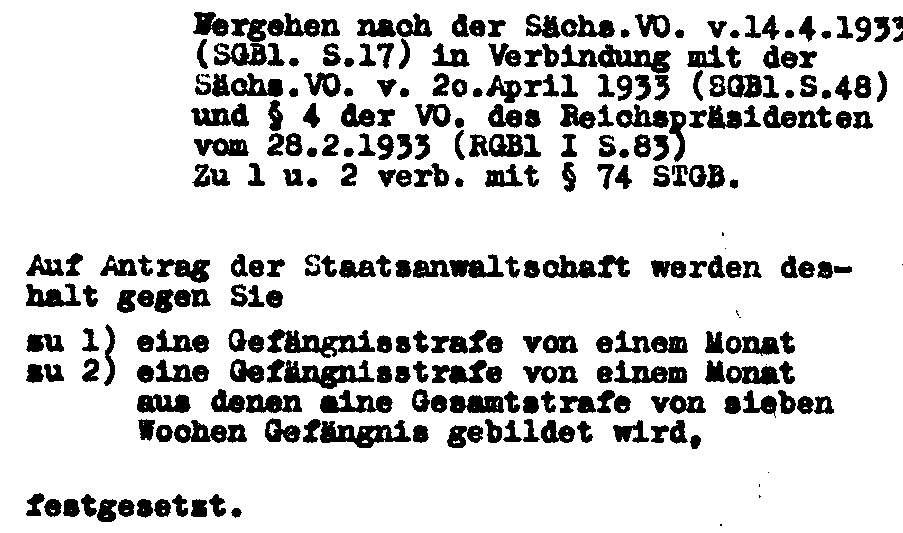 Vergehen nach der Sächs.VO. v.14.4.1933
(SGBl. S.17) in Verbindung mit der
Sächs.VO. v. 2o.April 1933 (SGBl.S.48)
und § 4 der VO. des Reichspräsidenten
vom 28.2.1933 (RGBl I S.83)
Zu 1 u. 2 verb. mit § 74 STGB.
Auf Antrag der Staatsanwaltschaft werden des-
halt gegen Sie
zu 1) eine Gefängnisstrafe von einem Monat
zu 2) eine Gefängnisstrafe von einem Monat
aus denen eine Gesamtstrafe von sieben
Wochen Gefängnis gebildet wird,
festgesetzt.